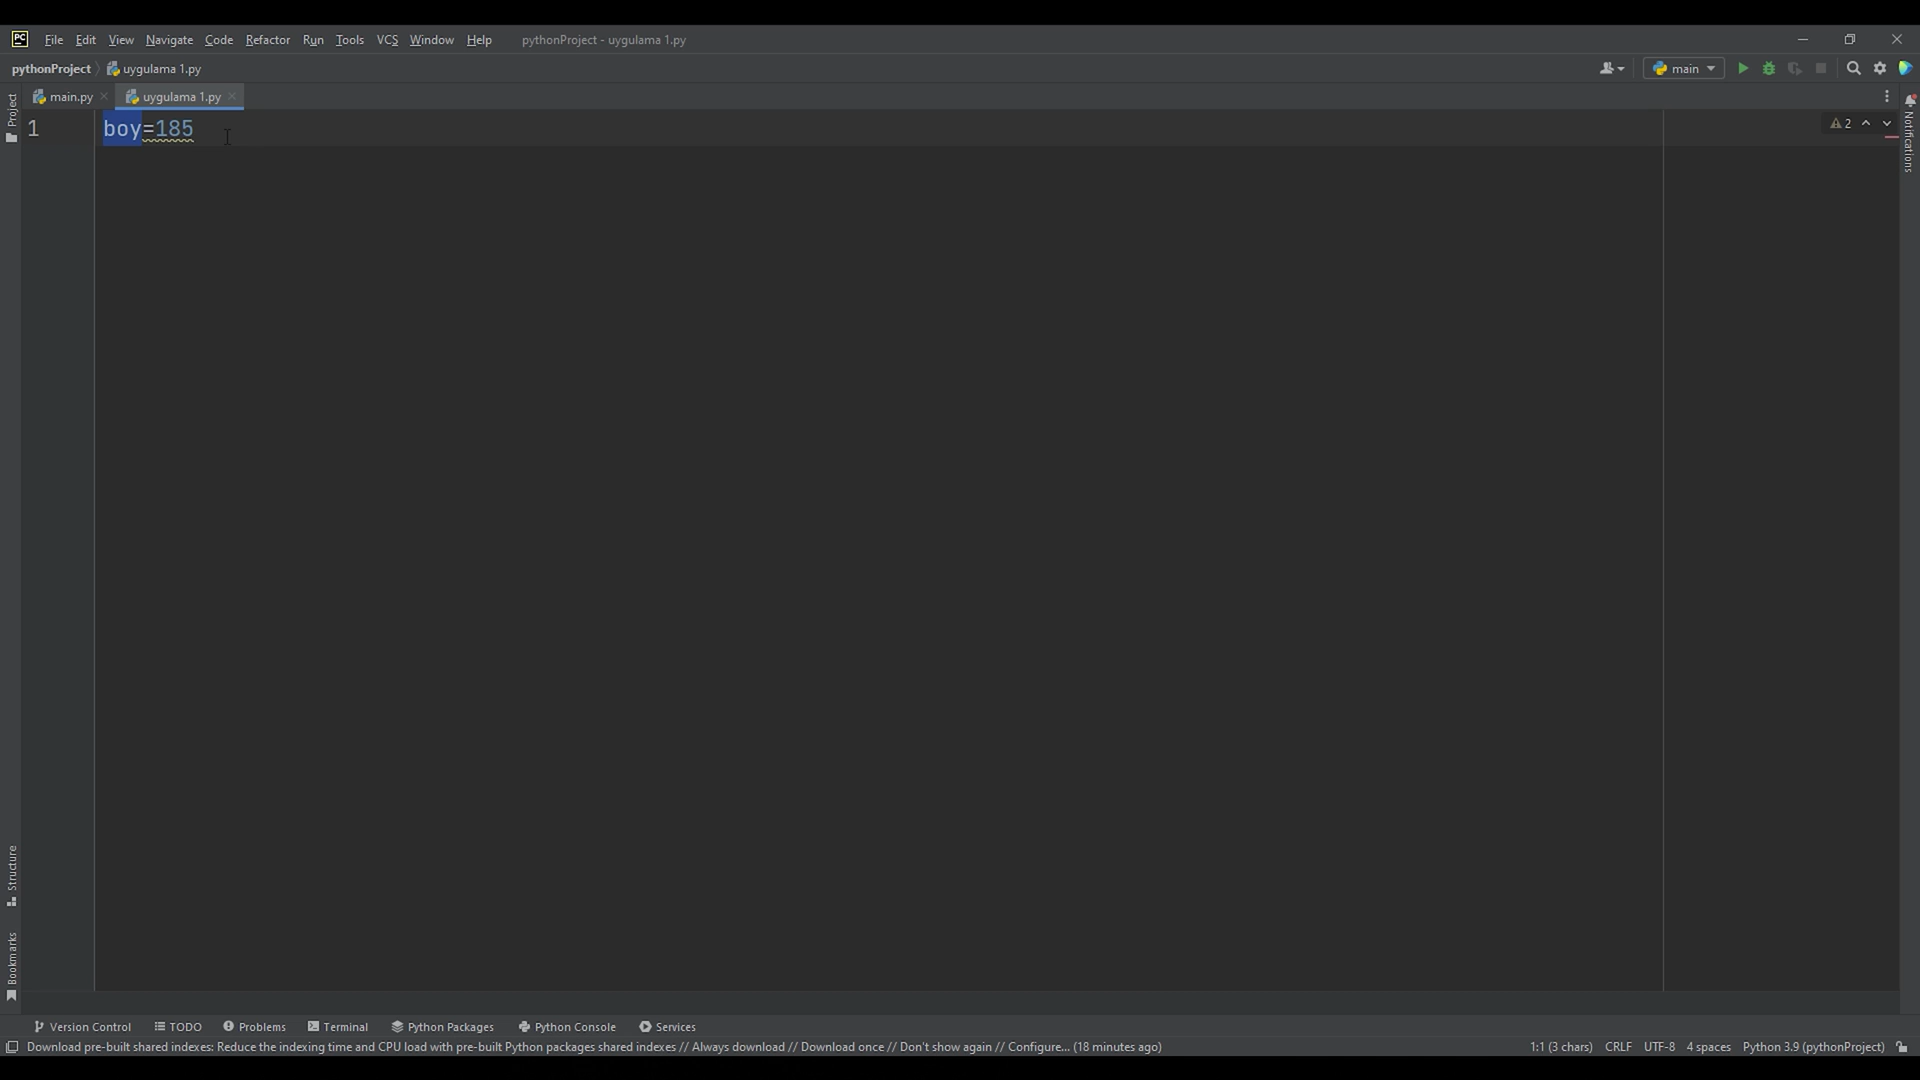 PC File Edit View Navigate Code Refactor Run Tools VCS Window Help pythonProject - uygulama 1.py
pythonProject uygulama 1.py main
main.py uygulama 1.py
Project
1 boy=185
2
Notifications
Structure
Bookmarks
Version Control TODO Problems Terminal Python Packages Python Console Services
Download pre-built shared indexes: Reduce the indexing time and CPU load with pre-built Python packages shared indexes // Always download // Download once // Don't show again // Configure... (18 minutes ago) 1:1 (3 chars) CRLF UTF-8 4 spaces Python 3.9 (pythonProject)